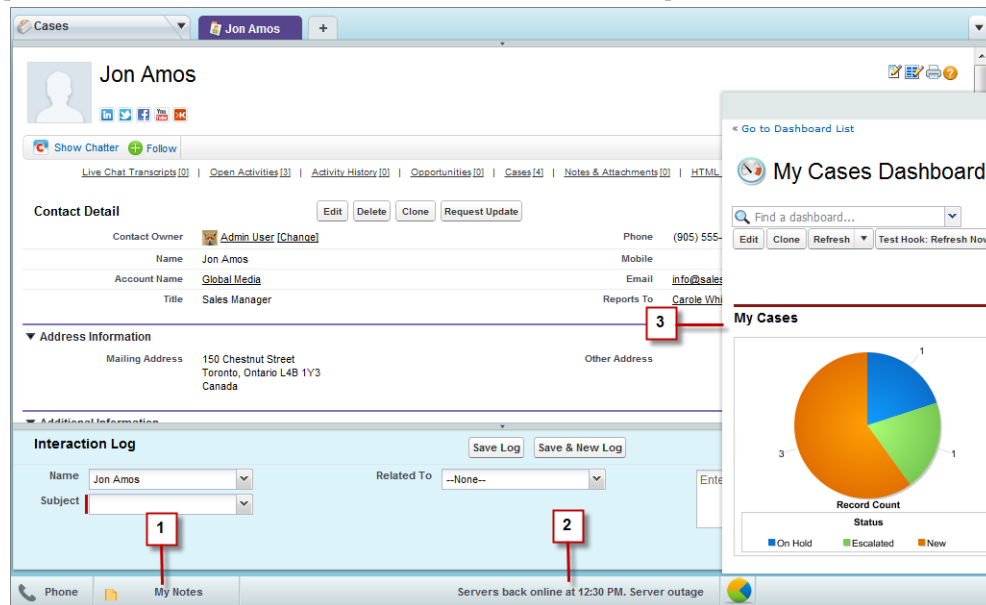 Cases
Jon Amos
+
Jon Amos
in
You Tube
Show Chatter Follow
Live Chat Transcripts [0] | Open Activities [3] | Activity History [0] | Opportunities [0] | Cases [4] | Notes & Attachments [0] | HTML
Contact Detail
Edit Delete Clone Request Update
Contact Owner Admin User [Change] Phone (905) 555-
Name Jon Amos Mobile
Account Name Global Media Email info@sales
Title Sales Manager Reports To Carole Whi
Address Information
Mailing Address 150 Chestnut Street Other Address
Toronto, Ontario L4B 1Y3
Canada
Additional Information
Interaction Log
Save Log Save & New Log
Name Jon Amos Related To --None-- Ente
Subject
1
2
Phone My Notes Servers back online at 12:30 PM. Server outage
« Go to Dashboard List
My Cases Dashboard
Find a dashboard...
Edit Clone Refresh Test Hook: Refresh Now
3
My Cases
1
3
1
Record Count
Status
On Hold Escalated New